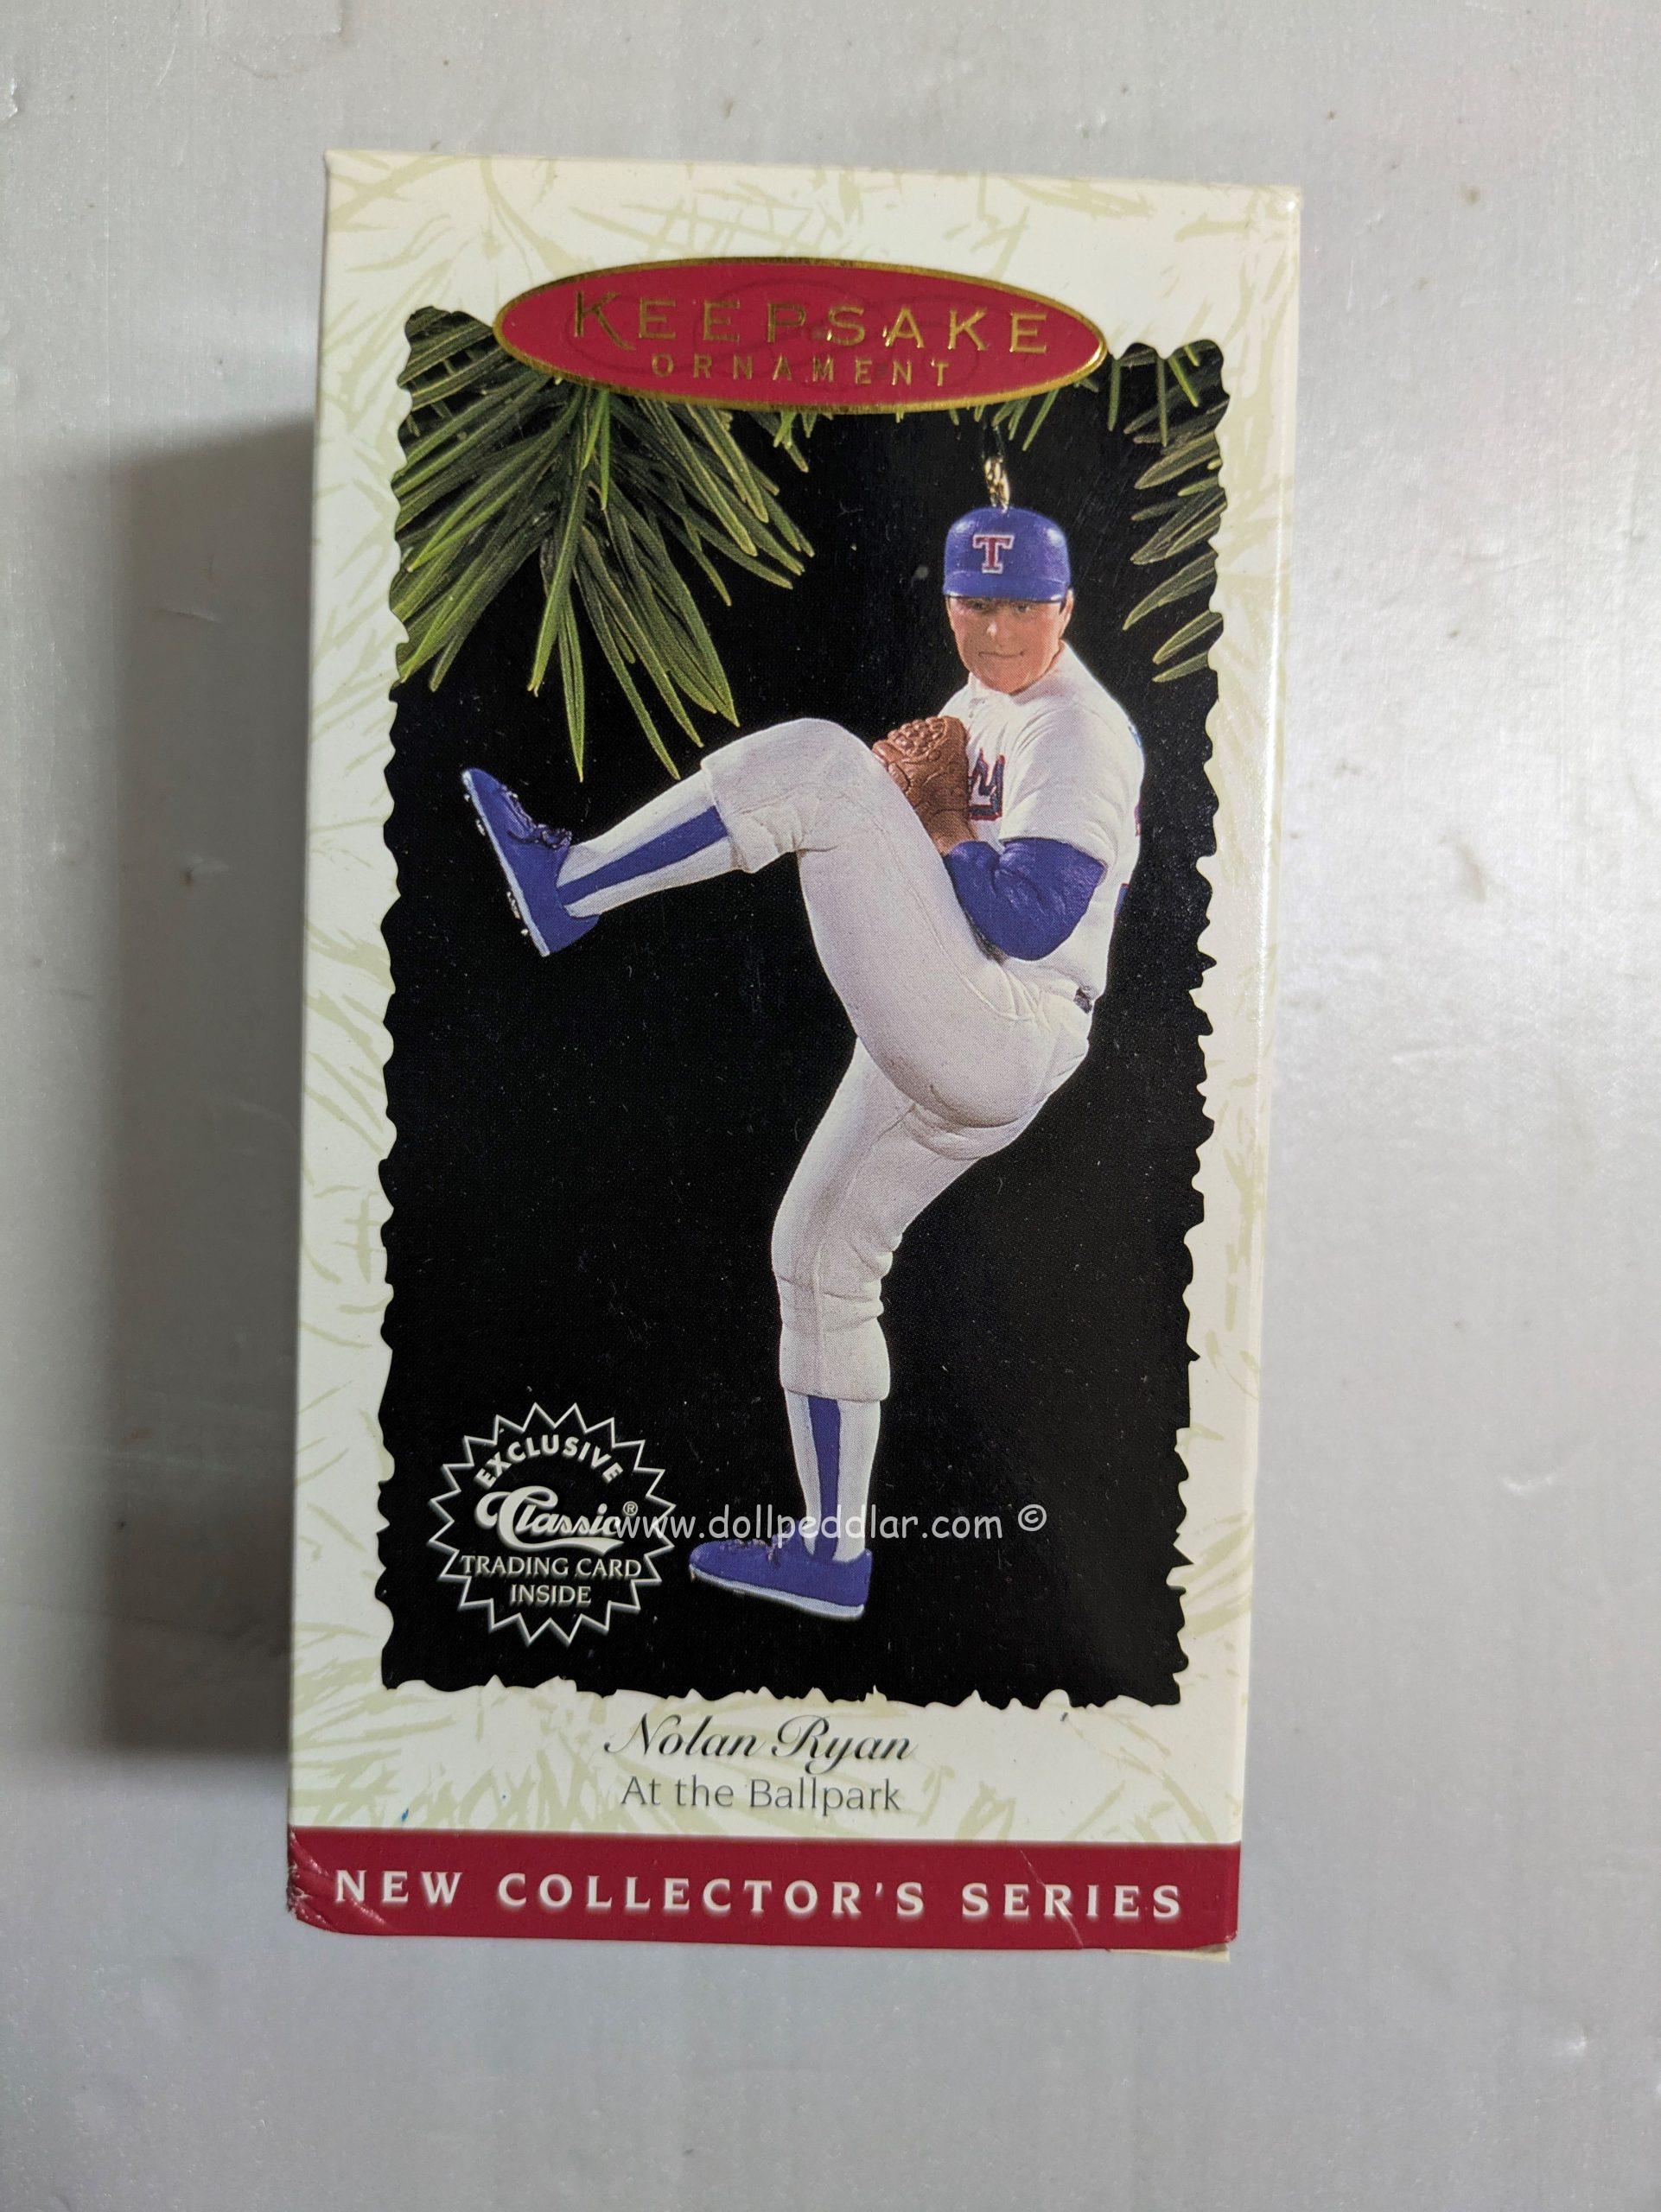 KEEPSAKE
ORNAMENT
T
EXCLUSIVE
Classic®
TRADING CARD
INSIDE
www.dollpeddlar.com ©
Nolan Ryan
At the Ballpark
NEW COLLECTOR'S SERIES